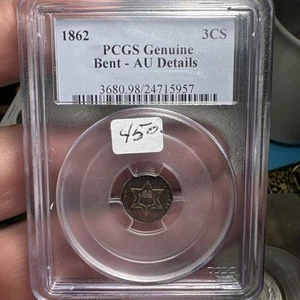 1862 3CS
PCGS Genuine
Bent - AU Details
3680.98/24715957
450.